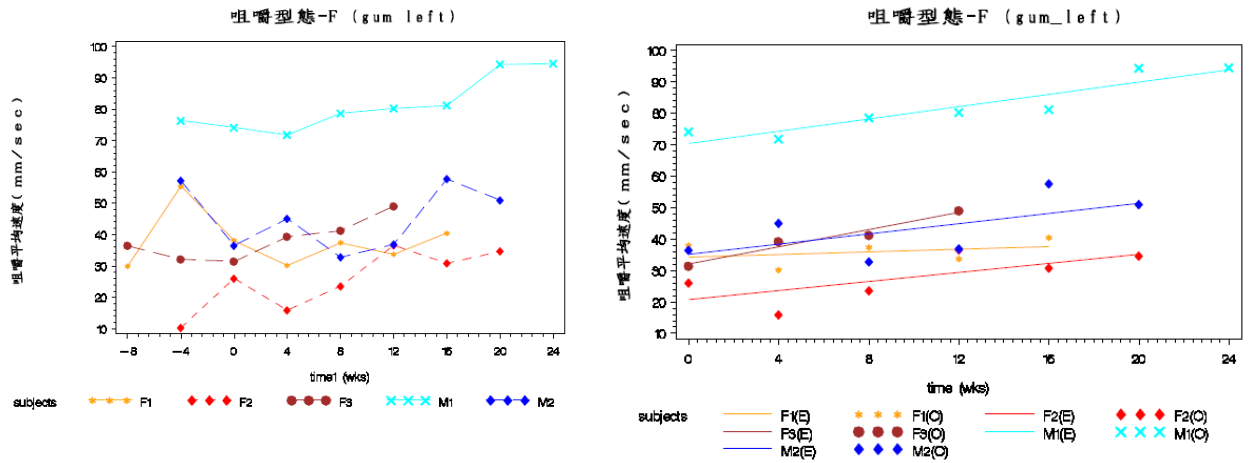 咀嚼型態-F (gum left)
咀嚼平均速度(mm/sec)
100
90
80
70
60
50
40
30
20
10
-8 -4 0 4 8 12 16 20 24
time1 (wks)
subjects F1 F2 F3 M1 M2
咀嚼型態-F (gum_left)
咀嚼平均速度(mm/sec)
100
90
80
70
60
50
40
30
20
10
0 4 8 12 16 20 24
time (wks)
subjects F1(E) F1(O) F2(E) F2(O)
F3(E) F3(O) M1(E) M1(O)
M2(E) M2(O)